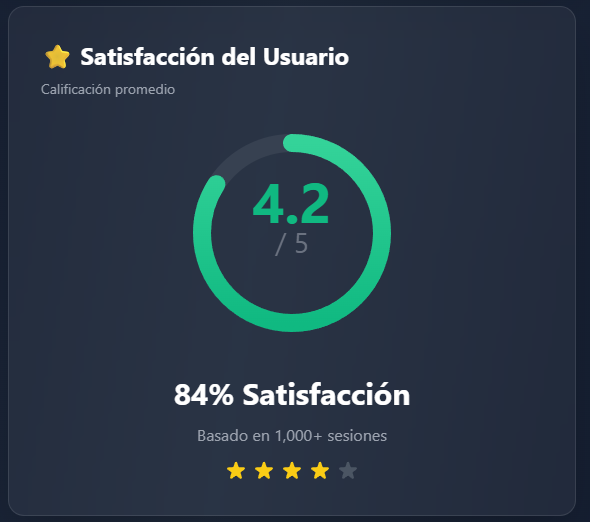 Satisfacción del Usuario
Calificación promedio
4.2
/ 5
84% Satisfacción
Basado en 1,000+ sesiones